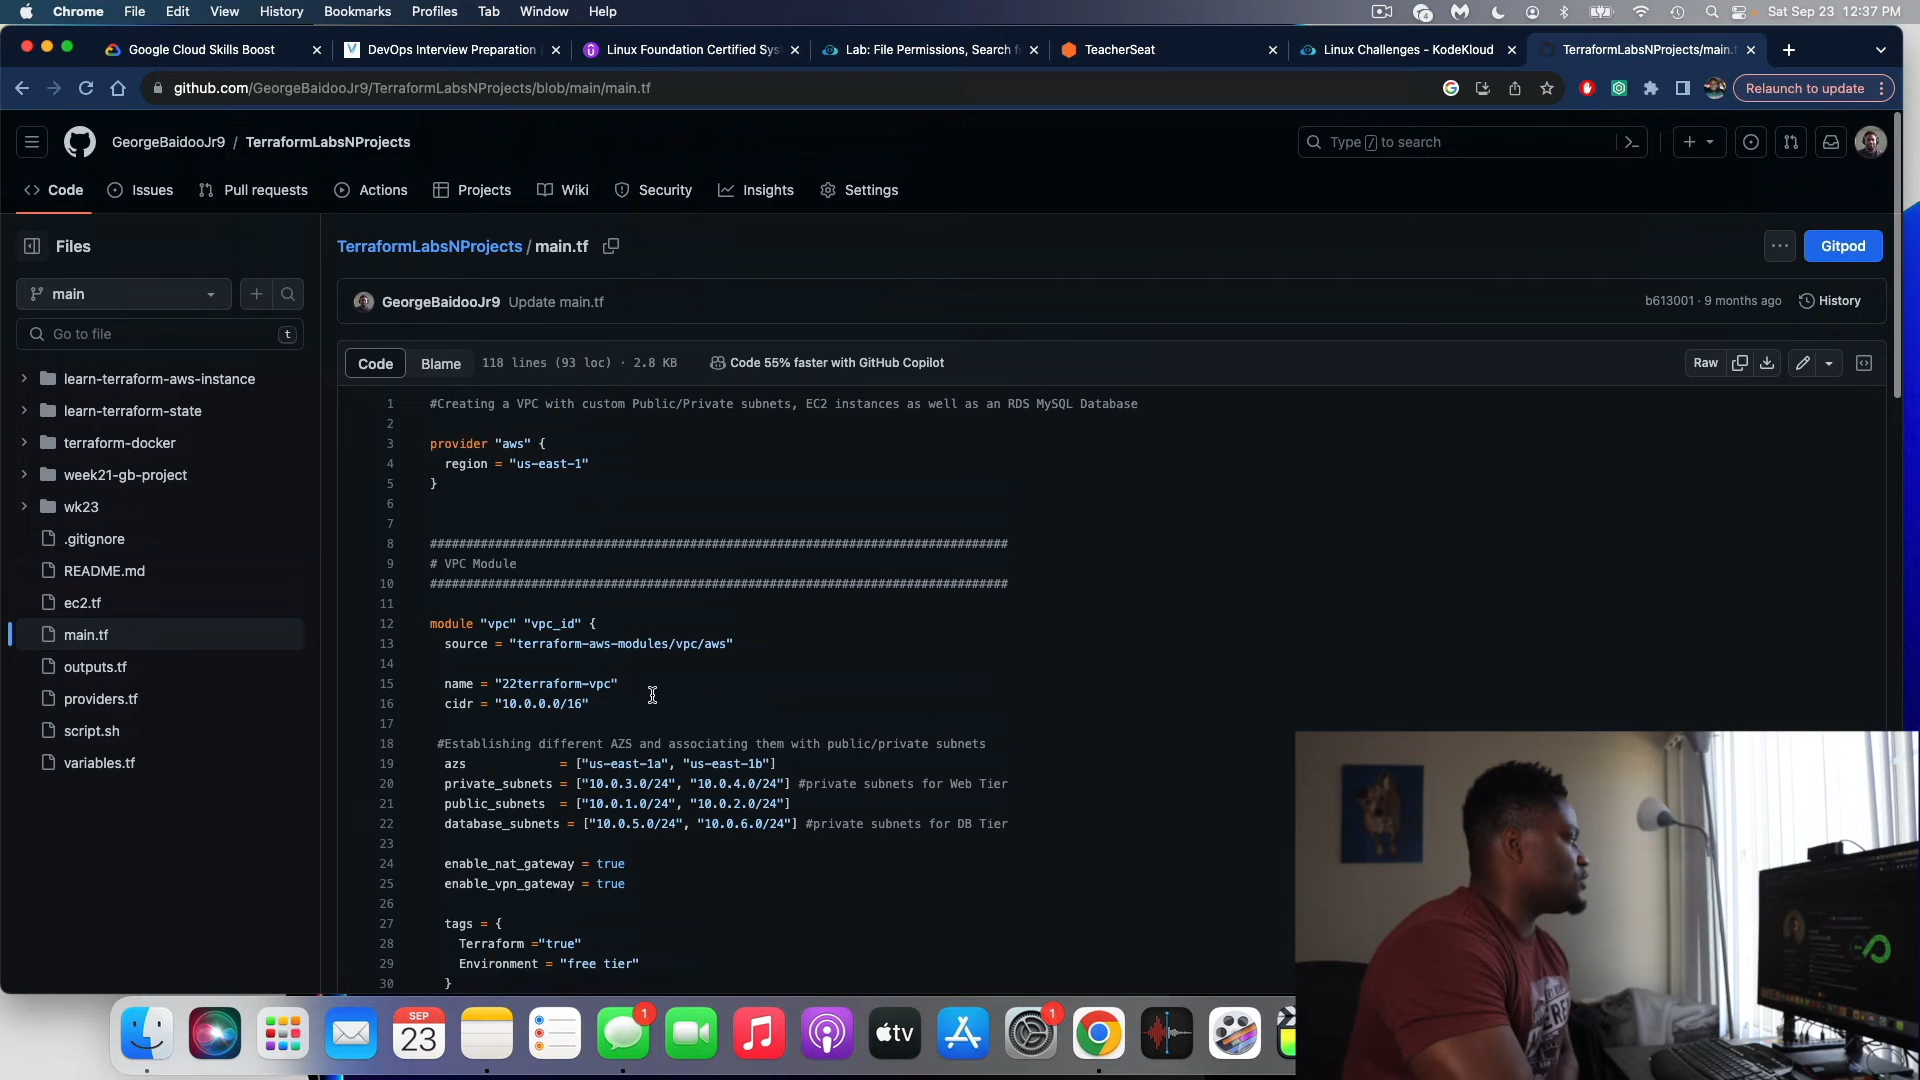 Chrome File Edit View History Bookmarks Profiles Tab Window Help
4
Sat Sep 23 12:37 PM
Google Cloud Skills Boost
DevOps Interview Preparation
Linux Foundation Certified Sys
Lab: File Permissions, Search f
TeacherSeat
Linux Challenges - KodeKloud
TerraformLabsNProjects/main.
github.com/GeorgeBaidooJr9/TerraformLabsNProjects/blob/main/main.tf
Relaunch to update
GeorgeBaidooJr9 / TerraformLabsNProjects
Type / to search
Code
Issues
Pull requests
Actions
Projects
Wiki
Security
Insights
Settings
Files
main
Go to file
t
learn-terraform-aws-instance
learn-terraform-state
terraform-docker
week21-gb-project
wk23
.gitignore
README.md
ec2.tf
main.tf
outputs.tf
providers.tf
script.sh
variables.tf
TerraformLabsNProjects / main.tf
Gitpod
GeorgeBaidooJr9 Update main.tf
b613001 · 9 months ago
History
Code
Blame
118 lines (93 loc) · 2.8 KB
Code 55% faster with GitHub Copilot
Raw
1 #Creating a VPC with custom Public/Private subnets, EC2 instances as well as an RDS MySQL Database
2
3 provider "aws" {
4 region = "us-east-1"
5 }
6
7
8 ################################################################################
9 # VPC Module
10 ################################################################################
11
12 module "vpc" "vpc_id" {
13 source = "terraform-aws-modules/vpc/aws"
14
15 name = "22terraform-vpc"
16 cidr = "10.0.0.0/16"
17
18 #Establishing different AZS and associating them with public/private subnets
19 azs = ["us-east-1a", "us-east-1b"]
20 private_subnets = ["10.0.3.0/24", "10.0.4.0/24"] #private subnets for Web Tier
21 public_subnets = ["10.0.1.0/24", "10.0.2.0/24"]
22 database_subnets = ["10.0.5.0/24", "10.0.6.0/24"] #private subnets for DB Tier
23
24 enable_nat_gateway = true
25 enable_vpn_gateway = true
26
27 tags = {
28 Terraform ="true"
29 Environment = "free tier"
30 }
SEP
23
1
tv
1